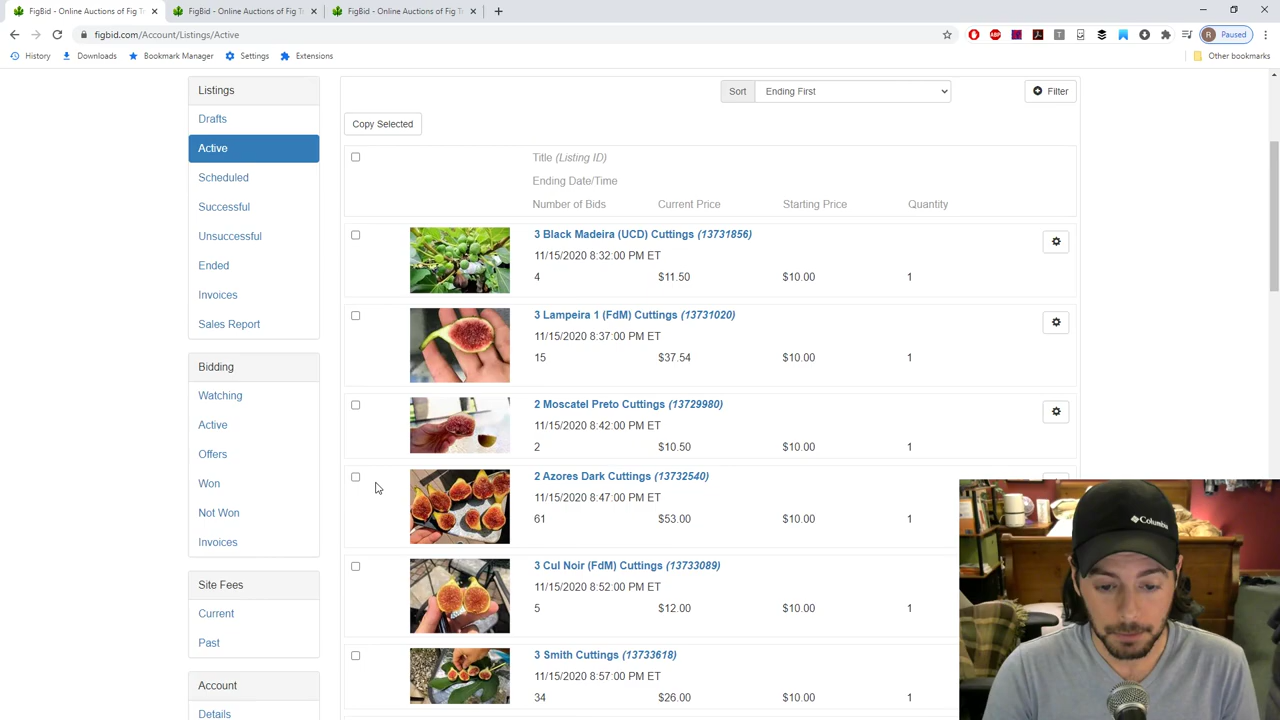 FigBid - Online Auctions of Fig T
FigBid - Online Auctions of Fig Tr
FigBid - Online Auctions of Fig Tr
figbid.com/Account/Listings/Active
R Paused
History Downloads Bookmark Manager Settings Extensions Other bookmarks
Listings
Drafts
Active
Scheduled
Successful
Unsuccessful
Ended
Invoices
Sales Report
Bidding
Watching
Active
Offers
Won
Not Won
Invoices
Site Fees
Current
Past
Account
Details
Sort Ending First Filter
Copy Selected
Title (Listing ID)
Ending Date/Time
Number of Bids Current Price Starting Price Quantity
3 Black Madeira (UCD) Cuttings (13731856)
11/15/2020 8:32:00 PM ET
4 $11.50 $10.00 1
3 Lampeira 1 (FdM) Cuttings (13731020)
11/15/2020 8:37:00 PM ET
15 $37.54 $10.00 1
2 Moscatel Preto Cuttings (13729980)
11/15/2020 8:42:00 PM ET
2 $10.50 $10.00 1
2 Azores Dark Cuttings (13732540)
11/15/2020 8:47:00 PM ET
61 $53.00 $10.00 1
3 Cul Noir (FdM) Cuttings (13733089)
11/15/2020 8:52:00 PM ET
5 $12.00 $10.00 1
3 Smith Cuttings (13733618)
11/15/2020 8:57:00 PM ET
34 $26.00 $10.00 1
Columbia